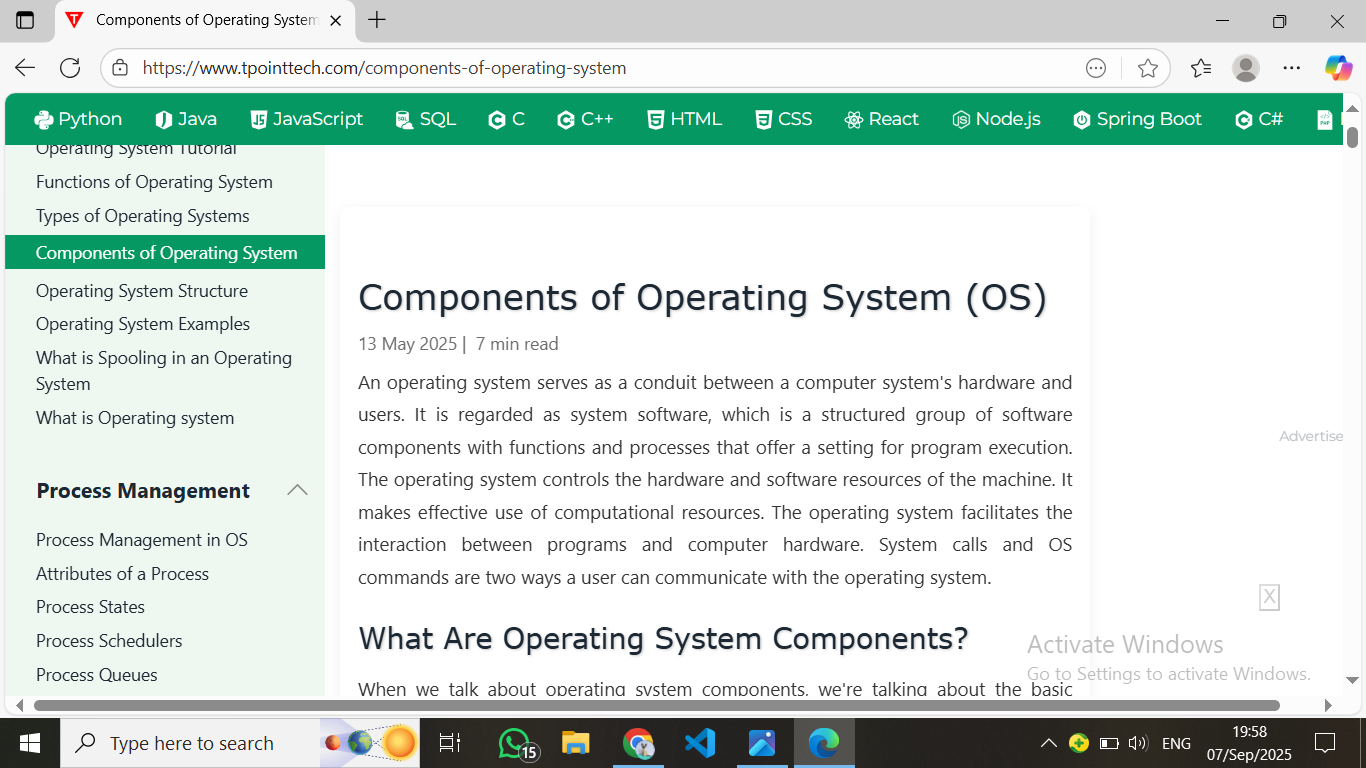 Components of Operating System
https://www.tpointtech.com/components-of-operating-system
Python Java JavaScript SQL C C++ HTML CSS React Node.js Spring Boot C#
Operating System Tutorial
Functions of Operating System
Types of Operating Systems
Components of Operating System
Operating System Structure
Operating System Examples
What is Spooling in an Operating
System
What is Operating system
Process Management
Process Management in OS
Attributes of a Process
Process States
Process Schedulers
Process Queues
Components of Operating System (OS)
13 May 2025 | 7 min read
An operating system serves as a conduit between a computer system's hardware and
users. It is regarded as system software, which is a structured group of software
components with functions and processes that offer a setting for program execution.
The operating system controls the hardware and software resources of the machine. It
makes effective use of computational resources. The operating system facilitates the
interaction between programs and computer hardware. System calls and OS
commands are two ways a user can communicate with the operating system.
What Are Operating System Components?
When we talk about operating system components, we're talking about the basic
Advertise
X
Activate Windows
Go to Settings to activate Windows.
Type here to search
15
ENG
19:58
07/Sep/2025